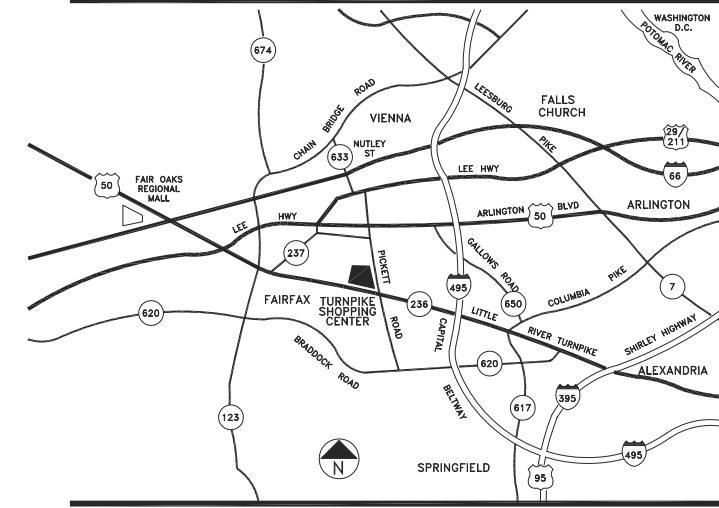 WASHINGTON
D.C.
POTOMAC RIVER
674
CHAIN BRIDGE ROAD
VIENNA
LEESBURG PIKE
FALLS
CHURCH
29/
211
NUTLEY
ST
633
LEE HWY
66
50
FAIR OAKS
REGIONAL
MALL
LEE HWY
ARLINGTON 50 BLVD
ARLINGTON
237
PICKETT ROAD
GALLOWS ROAD
495
650
COLUMBIA PIKE
7
FAIRFAX
TURNPIKE
SHOPPING
CENTER
236
LITTLE RIVER TURNPIKE
620
BRADDOCK ROAD
CAPITAL BELTWAY
620
SHIRLEY HIGHWAY
ALEXANDRIA
395
617
123
N
SPRINGFIELD
495
95